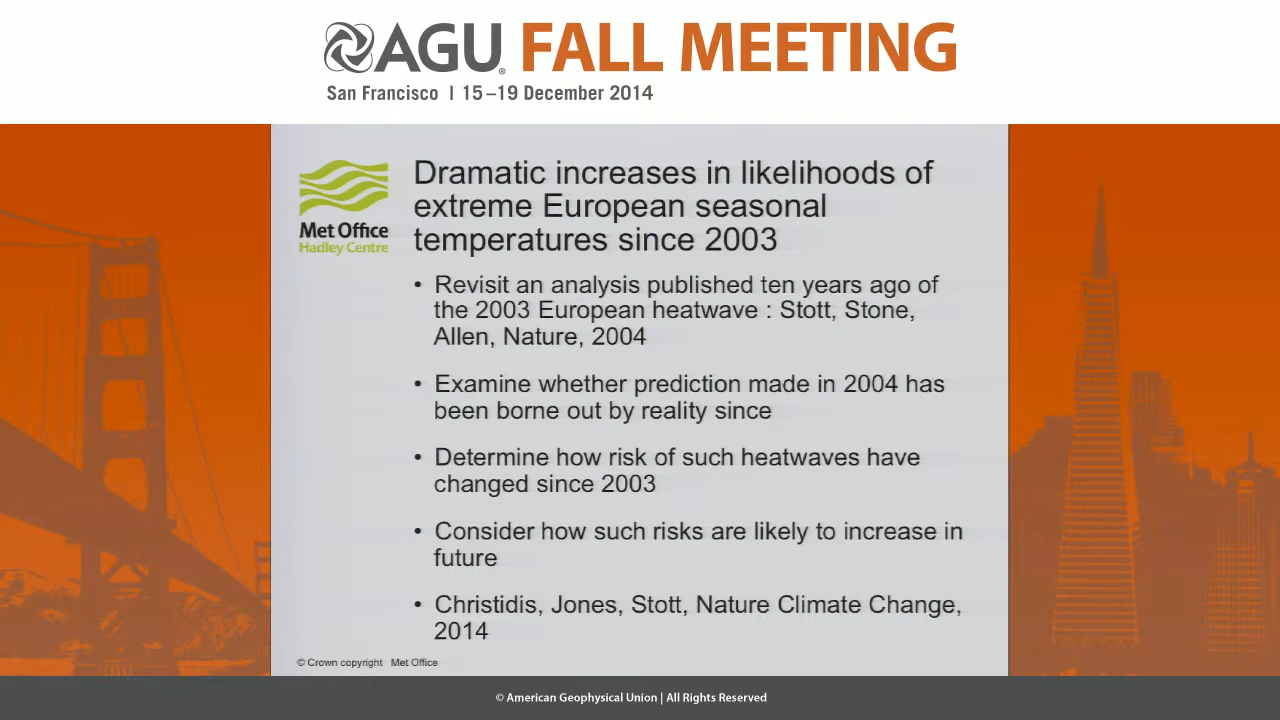 AGU® FALL MEETING
San Francisco | 15–19 December 2014
Met Office
Hadley Centre
Dramatic increases in likelihoods of
extreme European seasonal
temperatures since 2003
• Revisit an analysis published ten years ago of
the 2003 European heatwave : Stott, Stone,
Allen, Nature, 2004
• Examine whether prediction made in 2004 has
been borne out by reality since
• Determine how risk of such heatwaves have
changed since 2003
• Consider how such risks are likely to increase in
future
• Christidis, Jones, Stott, Nature Climate Change,
2014
© Crown copyright Met Office
© American Geophysical Union | All Rights Reserved